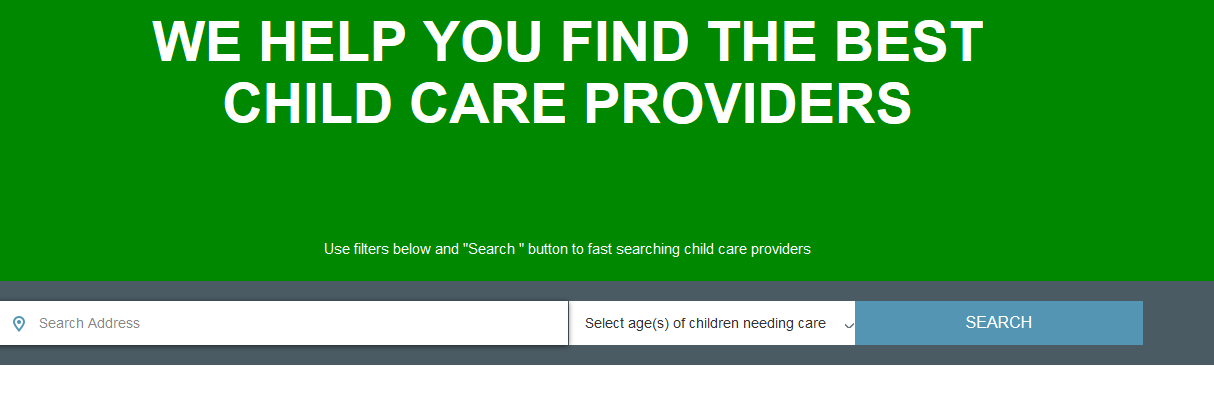 WE HELP YOU FIND THE BEST
CHILD CARE PROVIDERS
Use filters below and "Search " button to fast searching child care providers
Search Address
Select age(s) of children needing care
SEARCH